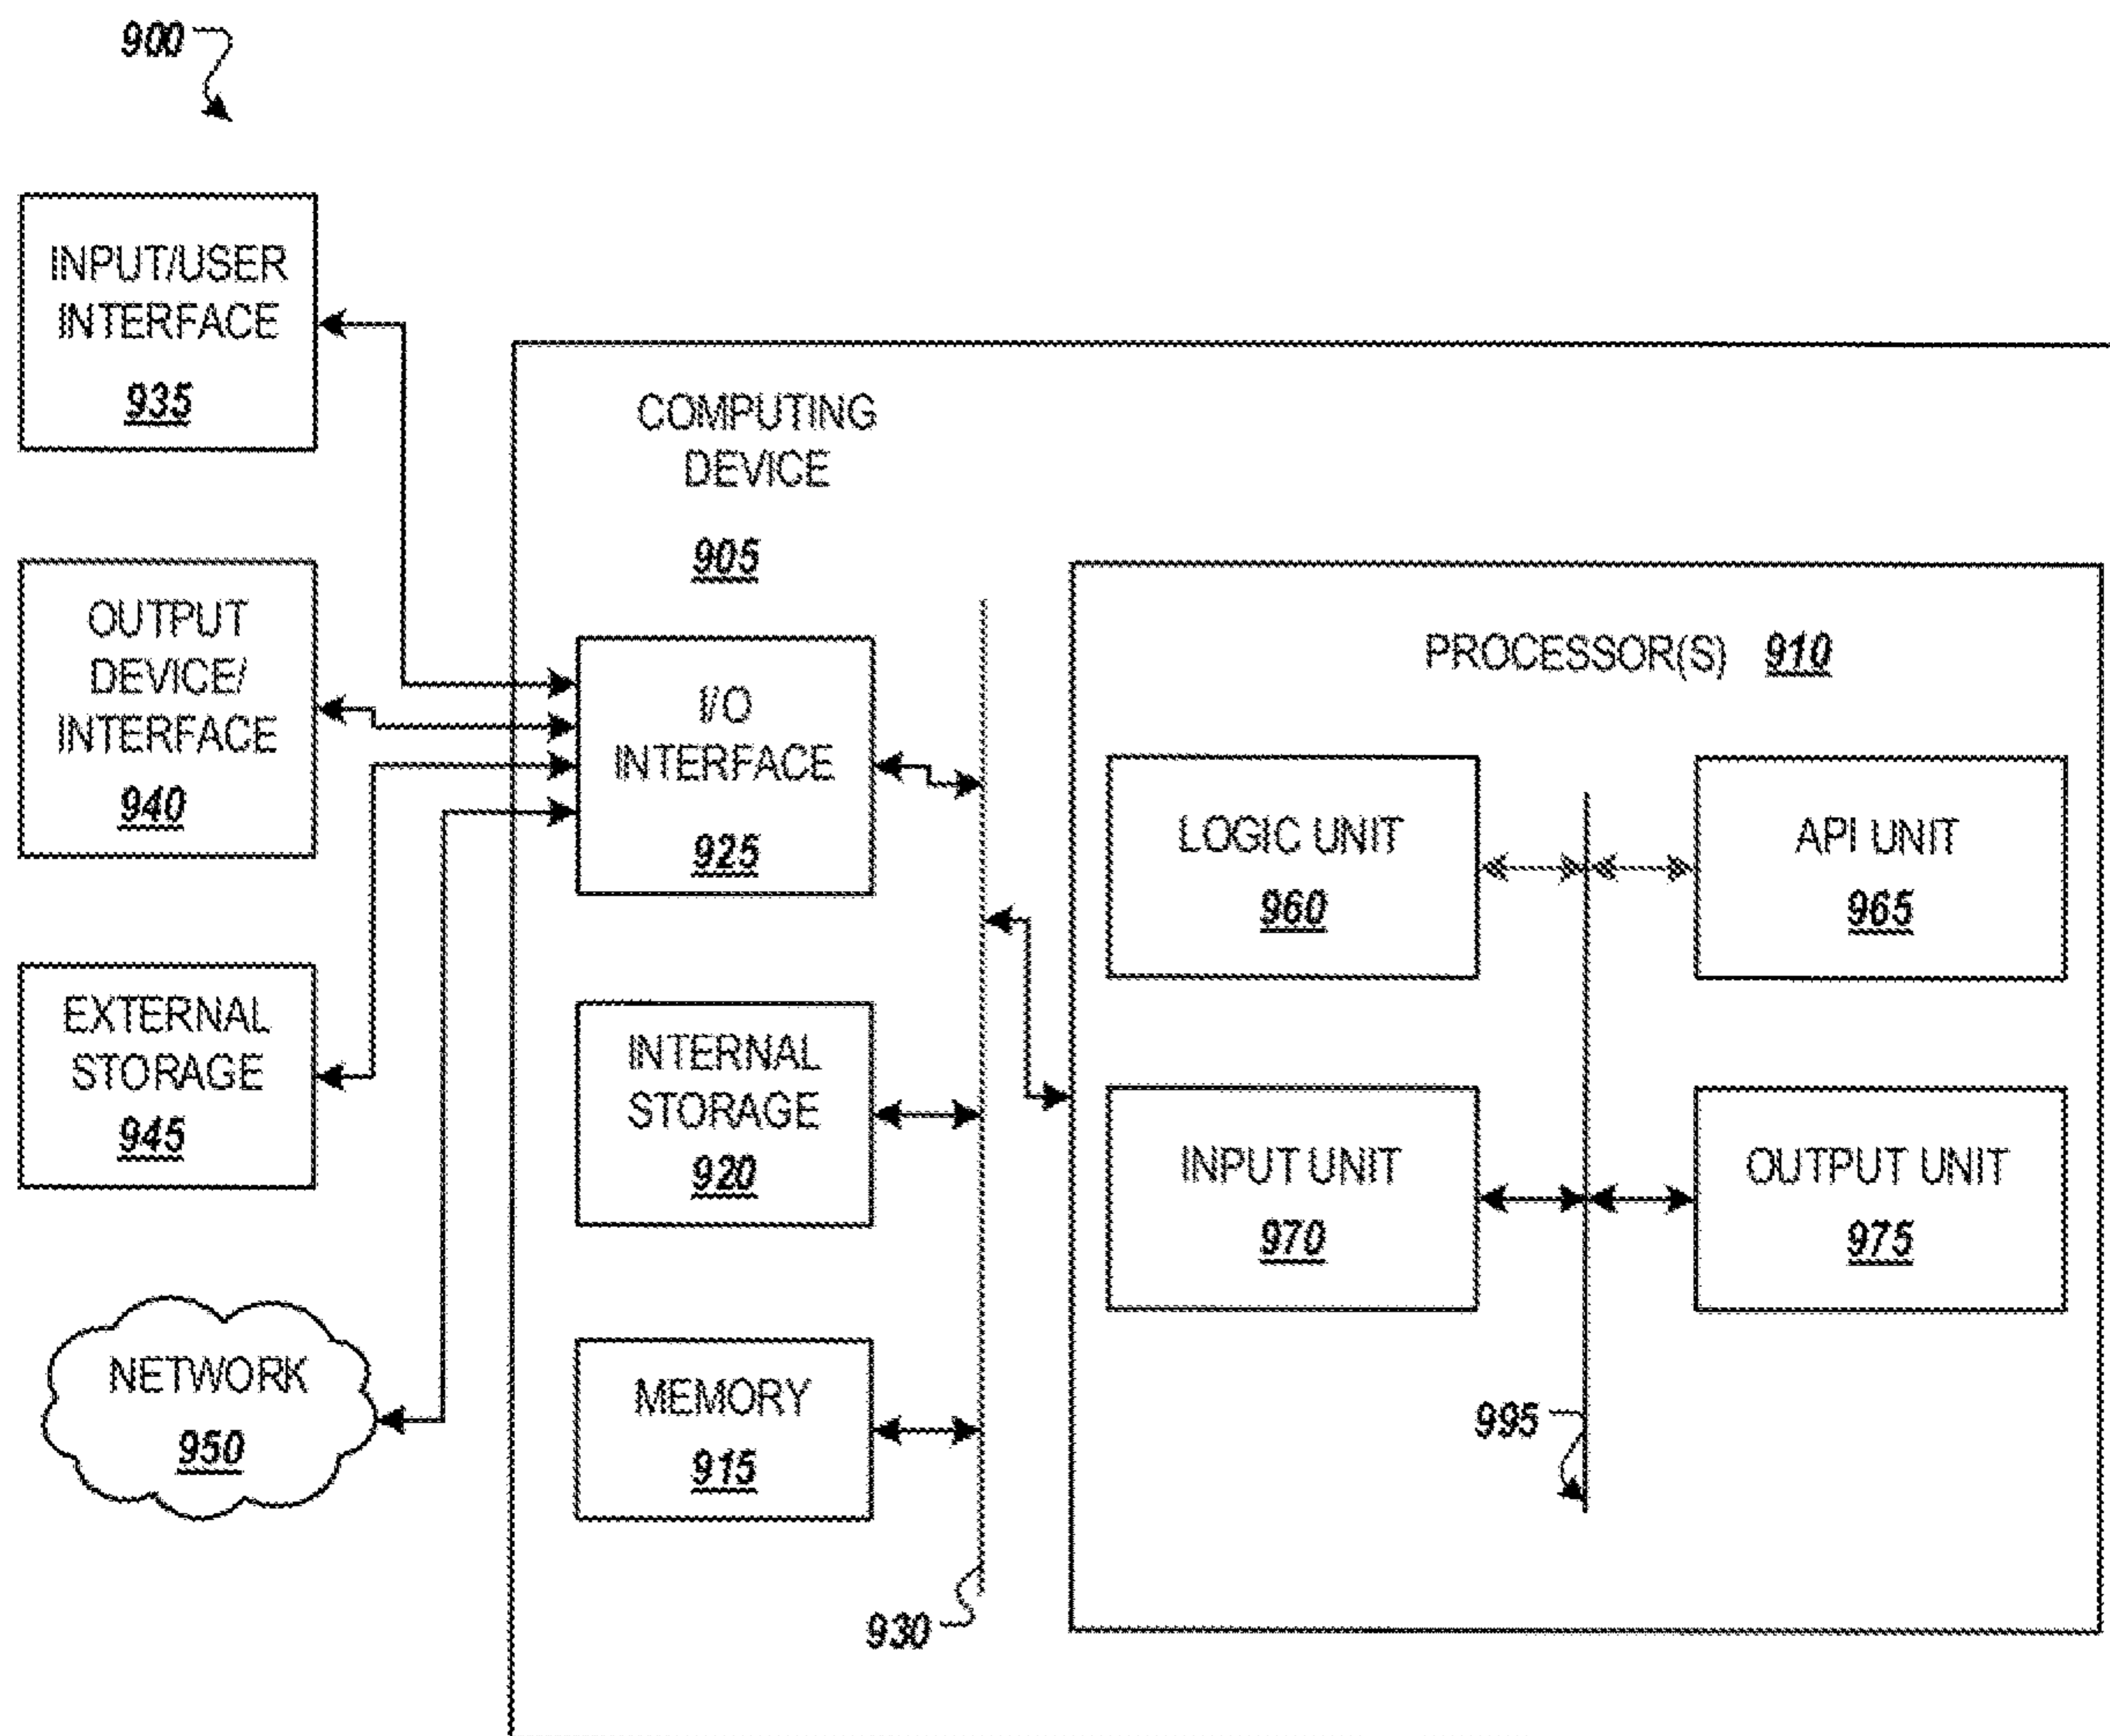 900
INPUT/USER
INTERFACE
935
OUTPUT
DEVICE/
INTERFACE
940
EXTERNAL
STORAGE
945
NETWORK
950
COMPUTING
DEVICE
905
I/O
INTERFACE
925
INTERNAL
STORAGE
920
MEMORY
915
930
PROCESSOR(S) 910
LOGIC UNIT
960
API UNIT
965
INPUT UNIT
970
OUTPUT UNIT
975
995